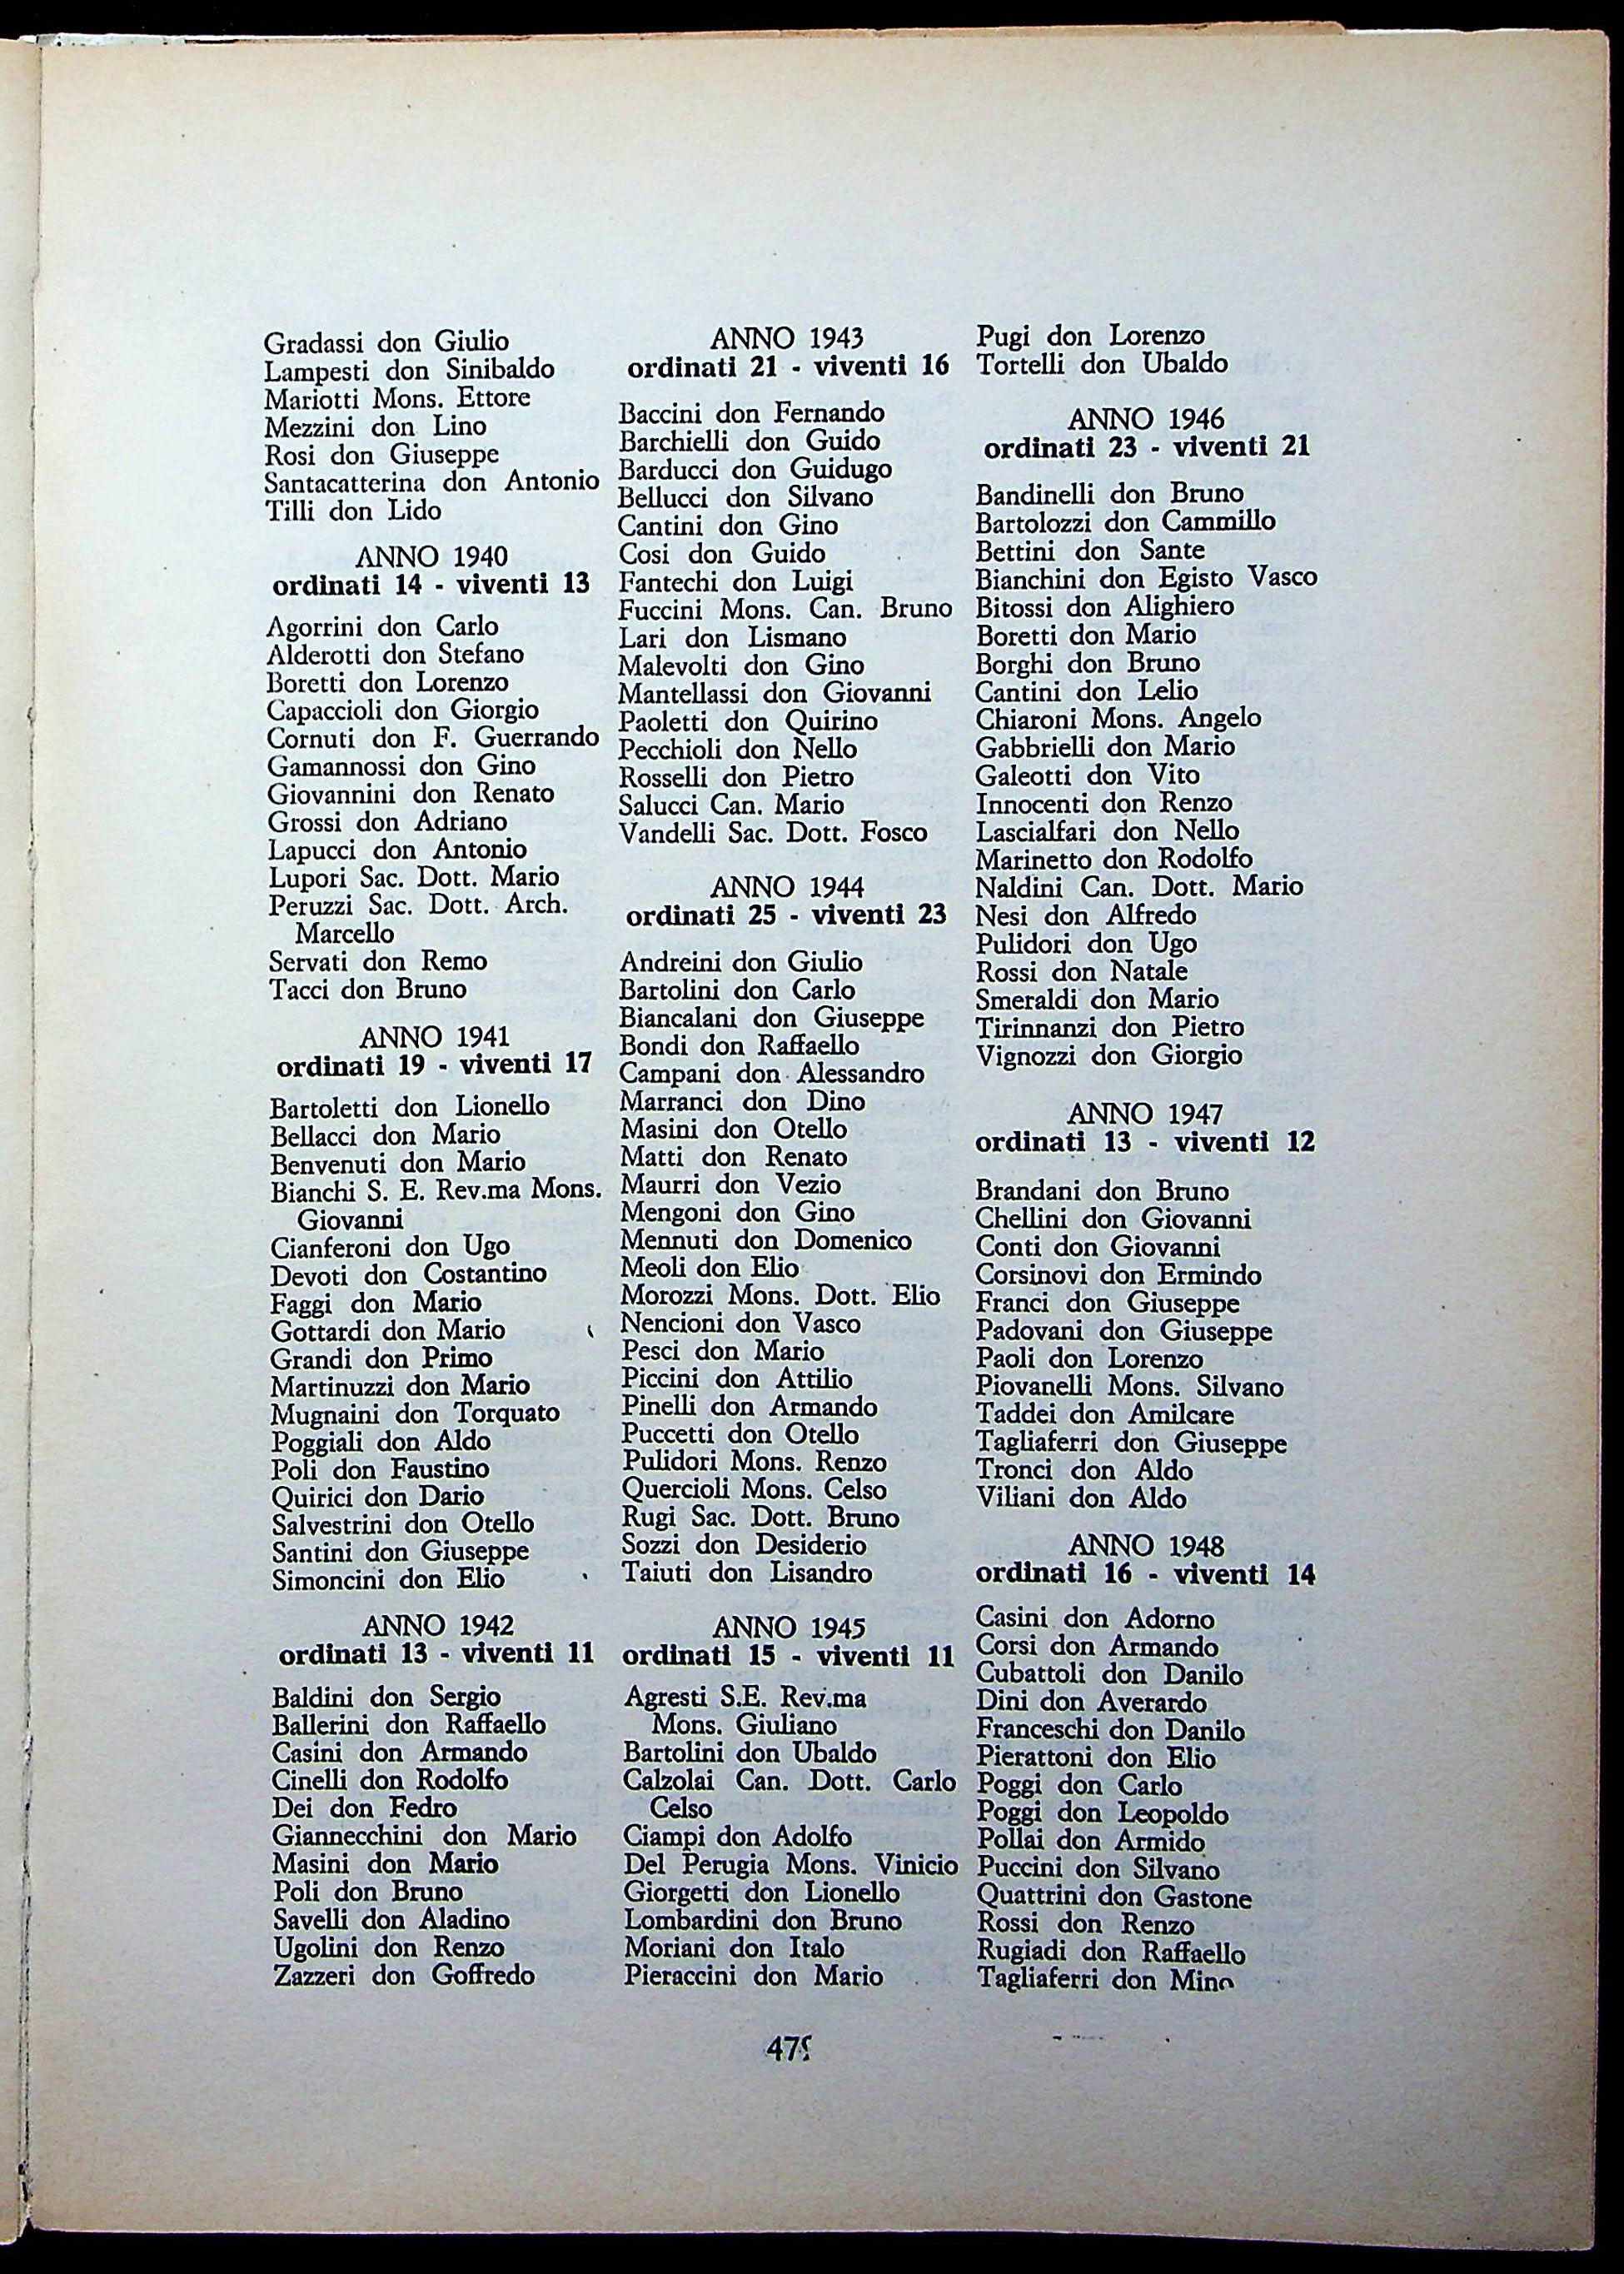 Gradassi don Giulio
Lampesti don Sinibaldo
Mariotti Mons. Ettore
Mezzini don Lino
Rosi don Giuseppe
Santacatterina don Antonio
Tilli don Lido
ANNO 1940
ordinati 14 - viventi 13
Agorrini don Carlo
Alderotti don Stefano
Boretti don Lorenzo
Capaccioli don Giorgio
Cornuti don F. Guerrando
Gamannossi don Gino
Giovannini don Renato
Grossi don Adriano
Lapucci don Antonio
Lupori Sac. Dott. Mario
Peruzzi Sac. Dott. Arch.
Marcello
Servati don Remo
Tacci don Bruno
ANNO 1941
ordinati 19 - viventi 17
Bartoletti don Lionello
Bellacci don Mario
Benvenuti don Mario
Bianchi S. E. Rev.ma Mons.
Giovanni
Cianferoni don Ugo
Devoti don Costantino
Faggi don Mario
Gottardi don Mario
Grandi don Primo
Martinuzzi don Mario
Mugnaini don Torquato
Poggiali don Aldo
Poli don Faustino
Quirici don Dario
Salvestrini don Otello
Santini don Giuseppe
Simoncini don Elio
ANNO 1942
ordinati 13 - viventi 11
Baldini don Sergio
Ballerini don Raffaello
Casini don Armando
Cinelli don Rodolfo
Dei don Fedro
Giannecchini don Mario
Masini don Mario
Poli don Bruno
Savelli don Aladino
Ugolini don Renzo
Zazzeri don Goffredo
ANNO 1943
ordinati 21 - viventi 16
Baccini don Fernando
Barchielli don Guido
Barducci don Guidugo
Bellucci don Silvano
Cantini don Gino
Cosi don Guido
Fantechi don Luigi
Fuccini Mons. Can. Bruno
Lari don Lismano
Malevolti don Gino
Mantellassi don Giovanni
Paoletti don Quirino
Pecchioli don Nello
Rosselli don Pietro
Salucci Can. Mario
Vandelli Sac. Dott. Fosco
ANNO 1944
ordinati 25 - viventi 23
Andreini don Giulio
Bartolini don Carlo
Biancalani don Giuseppe
Bondi don Raffaello
Campani don Alessandro
Marranci don Dino
Masini don Otello
Matti don Renato
Maurri don Vezio
Mengoni don Gino
Mennuti don Domenico
Meoli don Elio
Morozzi Mons. Dott. Elio
Nencioni don Vasco
Pesci don Mario
Piccini don Attilio
Pinelli don Armando
Puccetti don Otello
Pulidori Mons. Renzo
Quercioli Mons. Celso
Rugi Sac. Dott. Bruno
Sozzi don Desiderio
Taiuti don Lisandro
ANNO 1945
ordinati 15 - viventi 11
Agresti S.E. Rev.ma
Mons. Giuliano
Bartolini don Ubaldo
Calzolai Can. Dott. Carlo
Celso
Ciampi don Adolfo
Del Perugia Mons. Vinicio
Giorgetti don Lionello
Lombardini don Bruno
Moriani don Italo
Pieraccini don Mario
Pugi don Lorenzo
Tortelli don Ubaldo
ANNO 1946
ordinati 23 - viventi 21
Bandinelli don Bruno
Bartolozzi don Cammillo
Bettini don Sante
Bianchini don Egisto Vasco
Bitossi don Alighiero
Boretti don Mario
Borghi don Bruno
Cantini don Lelio
Chiaroni Mons. Angelo
Gabbrielli don Mario
Galeotti don Vito
Innocenti don Renzo
Lascialfari don Nello
Marinetto don Rodolfo
Naldini Can. Dott. Mario
Nesi don Alfredo
Pulidori don Ugo
Rossi don Natale
Smeraldi don Mario
Tirinnanzi don Pietro
Vignozzi don Giorgio
ANNO 1947
ordinati 13 - viventi 12
Brandani don Bruno
Chellini don Giovanni
Conti don Giovanni
Corsinovi don Ermindo
Franci don Giuseppe
Padovani don Giuseppe
Paoli don Lorenzo
Piovanelli Mons. Silvano
Taddei don Amilcare
Tagliaferri don Giuseppe
Tronci don Aldo
Viliani don Aldo
ANNO 1948
ordinati 16 - viventi 14
Casini don Adorno
Corsi don Armando
Cubattoli don Danilo
Dini don Averardo
Franceschi don Danilo
Pierattoni don Elio
Poggi don Carlo
Poggi don Leopoldo
Pollai don Armido
Puccini don Silvano
Quattrini don Gastone
Rossi don Renzo
Rugiadi don Raffaello
Tagliaferri don Mino